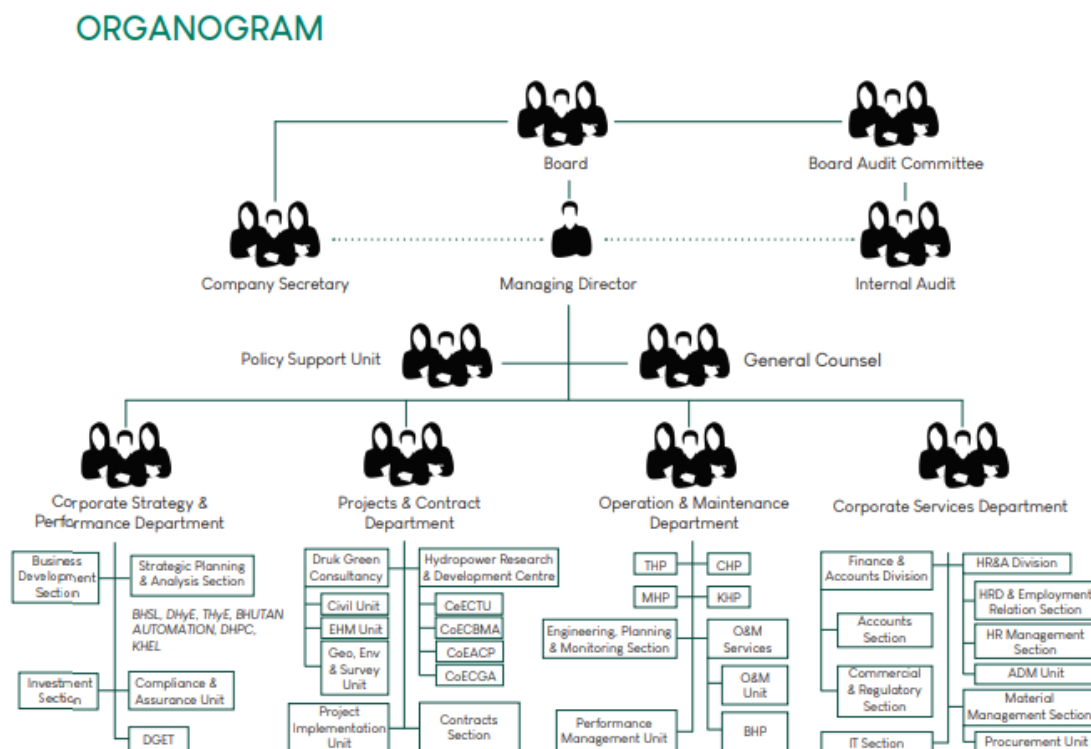 ORGANOGRAM
Board
Board Audit Committee
Company Secretary
Managing Director
Internal Audit
Policy Support Unit
General Counsel
Corporate Strategy &
Performance Department
Projects & Contract
Department
Operation & Maintenance
Department
Corporate Services Department
Business
Development
Section
Strategic Planning
& Analysis Section
BHSL, DHyE, THyE, BHUTAN
AUTOMATION, DHPC,
KHEL
Investment
Section
Compliance &
Assurance Unit
DGET
Druk Green
Consultancy
Civil Unit
EHM Unit
Geo, Env
& Survey
Unit
Project
Implementation
Unit
Hydropower Research
& Development Centre
CeECTU
CoECBMA
CoEACP
CoECGA
Contracts
Section
THP
CHP
MHP
KHP
Engineering, Planning
& Monitoring Section
O&M
Services
O&M
Unit
Performance
Management Unit
BHP
Finance &
Accounts Division
Accounts
Section
Commercial
& Regulatory
Section
IT Section
HR&A Division
HRD & Employment
Relation Section
HR Management
Section
ADM Unit
Material
Management Section
Procurement Unit